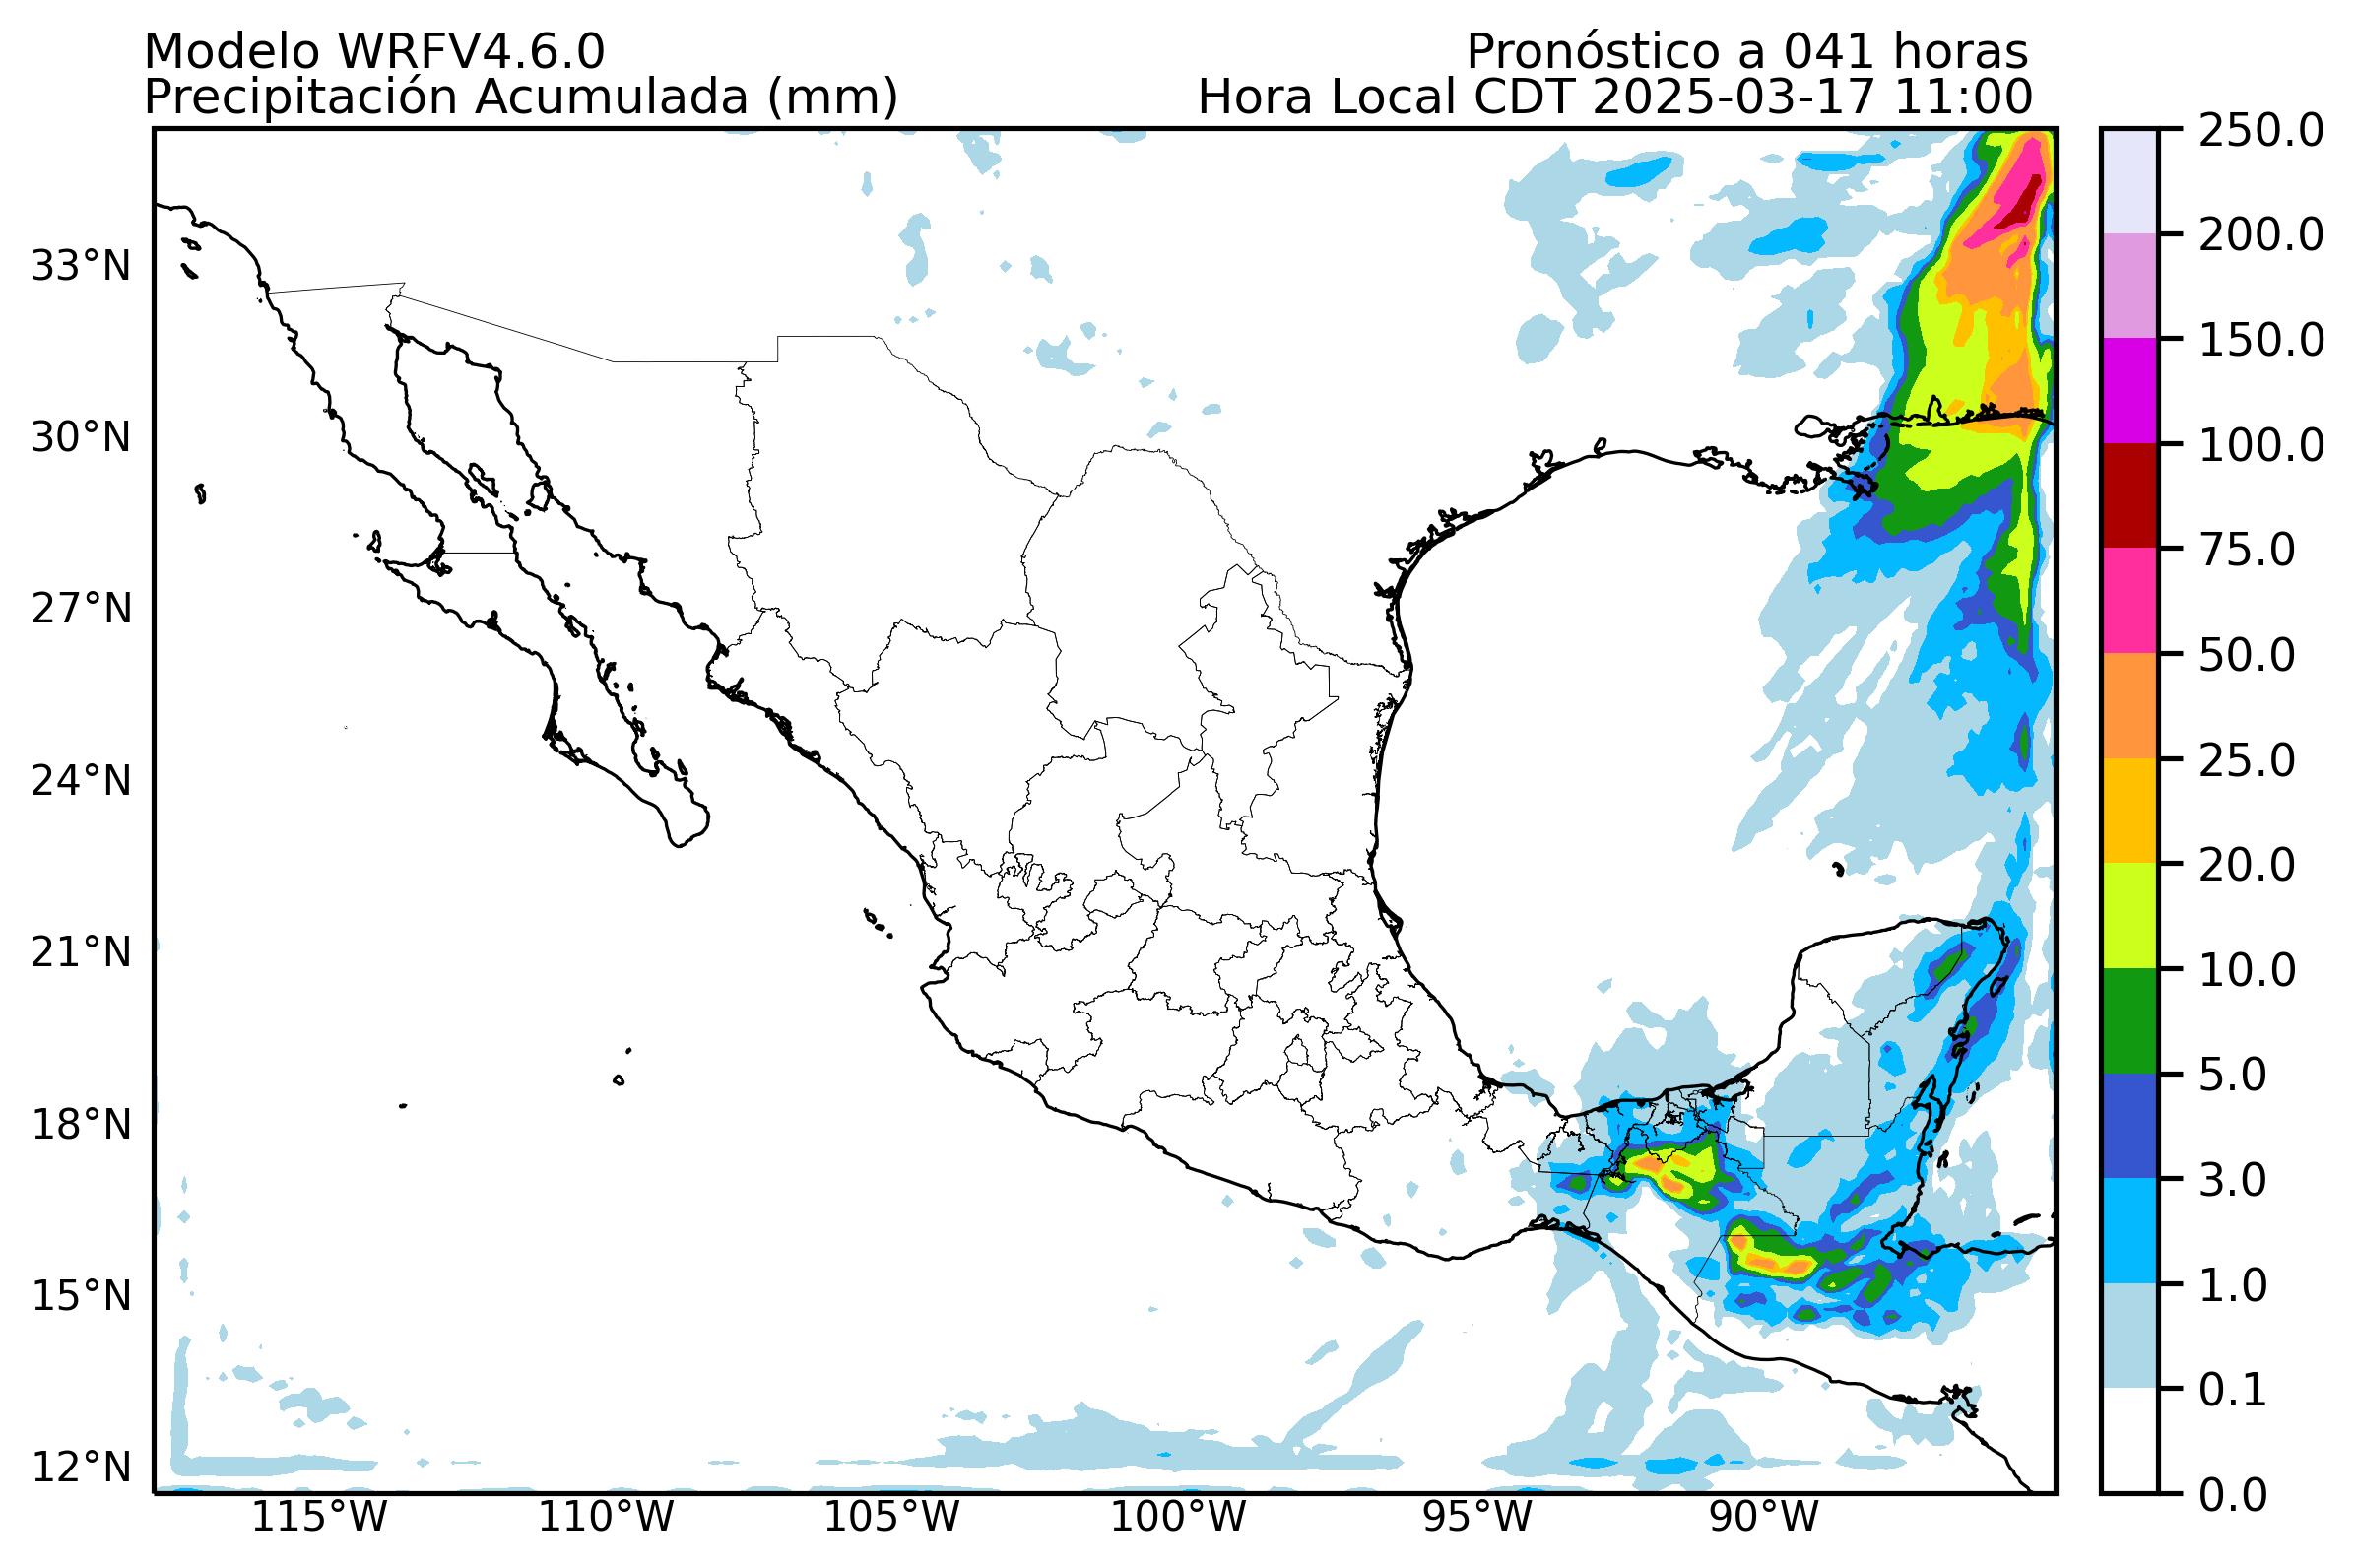 Modelo WRFV4.6.0
Pronóstico a 041 horas
Precipitación Acumulada (mm)
Hora Local CDT 2025-03-17 11:00
33°N
30°N
27°N
24°N
21°N
18°N
15°N
12°N
115°W
110°W
105°W
100°W
95°W
90°W
250.0
200.0
150.0
100.0
75.0
50.0
25.0
20.0
10.0
5.0
3.0
1.0
0.1
0.0